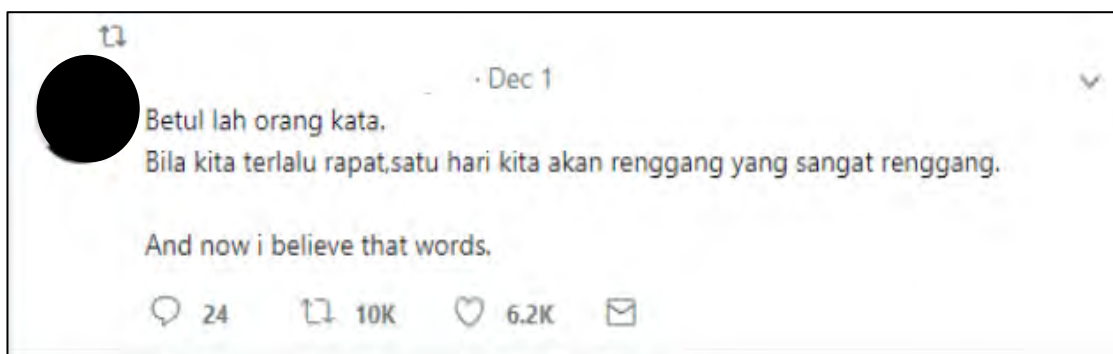 · Dec 1
Betul lah orang kata.
Bila kita terlalu rapat,satu hari kita akan renggang yang sangat renggang.
And now i believe that words.
24 10K 6.2K